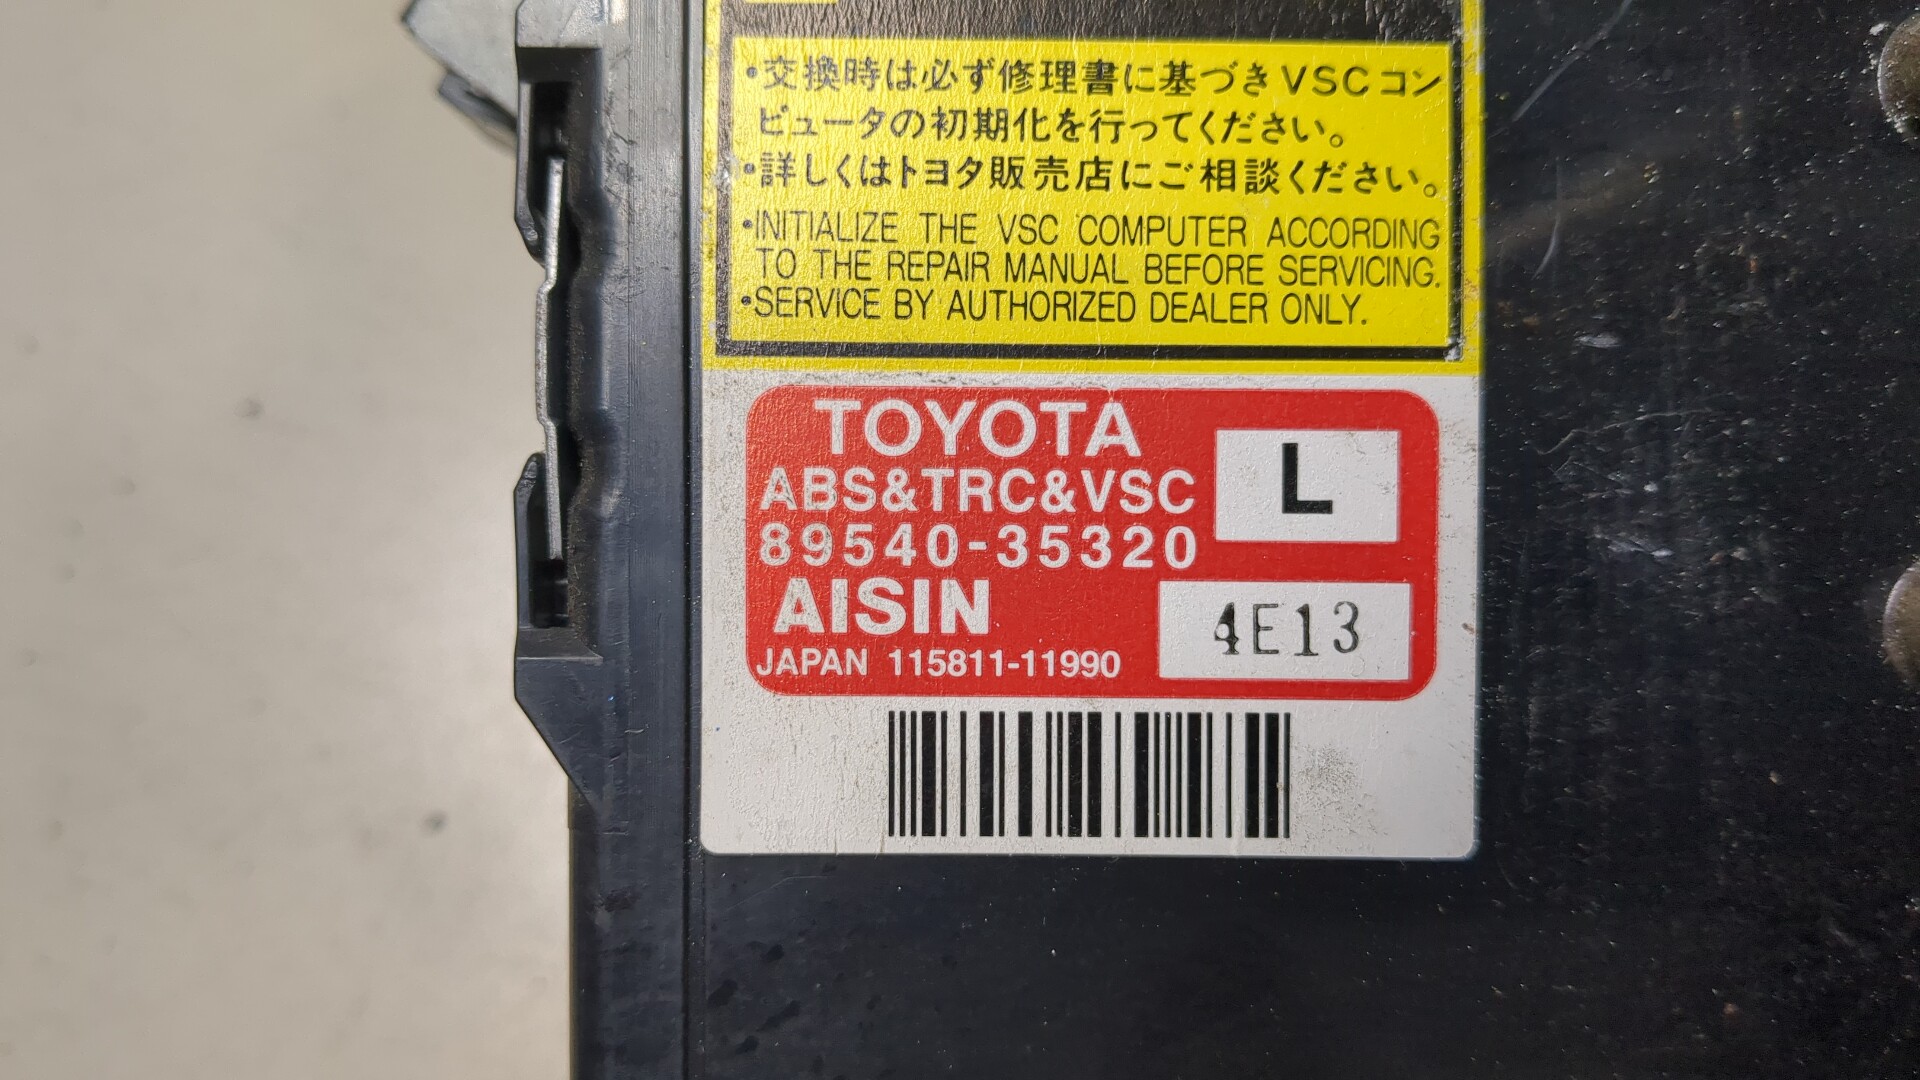 ・交換時は必ず修理書に基づきVSCコン
ピュータの初期化を行ってください。
・詳しくはトヨタ販売店にご相談ください。
•INITIALIZE THE VSC COMPUTER ACCORDING
TO THE REPAIR MANUAL BEFORE SERVICING.
•SERVICE BY AUTHORIZED DEALER ONLY.
TOYOTA
ABS&TRC&VSC
L
89540-35320
AISIN
4E13
JAPAN 115811-11990